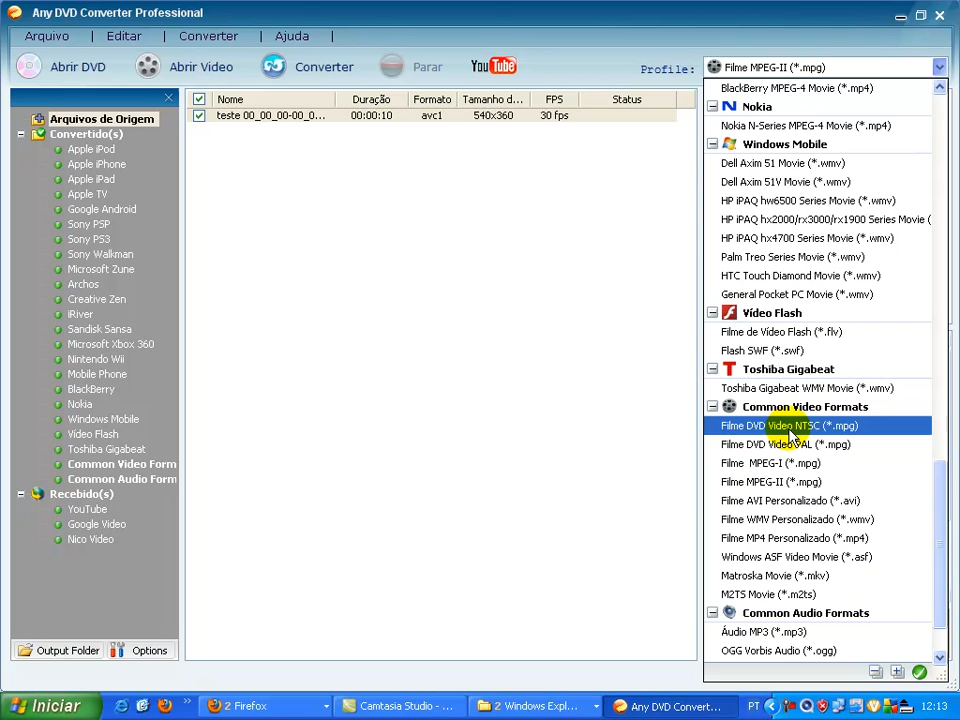 Any DVD Converter Professional
Arquivo | Editar | Converter | Ajuda |
Abrir DVD Abrir Video Converter Parar YouTube Profile: Filme MPEG-II (*.mpg)
Nome Duração Formato Tamanho d... FPS Status
teste 00_00_00-00_0... 00:00:10 avc1 540x360 30 fps
Arquivos de Origem
Convertido(s)
Apple iPod
Apple iPhone
Apple iPad
Apple TV
Google Android
Sony PSP
Sony PS3
Sony Walkman
Microsoft Zune
Archos
Creative Zen
iRiver
Sandisk Sansa
Microsoft Xbox 360
Nintendo Wii
Mobile Phone
BlackBerry
Nokia
Windows Mobile
Vídeo Flash
Toshiba Gigabeat
Common Video Form
Common Audio Form
Recebido(s)
YouTube
Google Video
Nico Video
Output Folder Options
BlackBerry MPEG-4 Movie (*.mp4)
Nokia
Nokia N-Series MPEG-4 Movie (*.mp4)
Windows Mobile
Dell Axim 51 Movie (*.wmv)
Dell Axim 51V Movie (*.wmv)
HP iPAQ hw6500 Series Movie (*.wmv)
HP iPAQ hx2000/rx3000/rx1900 Series Movie (
HP iPAQ hx4700 Series Movie (*.wmv)
Palm Treo Series Movie (*.wmv)
HTC Touch Diamond Movie (*.wmv)
General Pocket PC Movie (*.wmv)
Vídeo Flash
Filme de Vídeo Flash (*.flv)
Flash SWF (*.swf)
Toshiba Gigabeat
Toshiba Gigabeat WMV Movie (*.wmv)
Common Video Formats
Filme DVD Video NTSC (*.mpg)
Filme DVD Video PAL (*.mpg)
Filme MPEG-I (*.mpg)
Filme MPEG-II (*.mpg)
Filme AVI Personalizado (*.avi)
Filme WMV Personalizado (*.wmv)
Filme MP4 Personalizado (*.mp4)
Windows ASF Video Movie (*.asf)
Matroska Movie (*.mkv)
M2TS Movie (*.m2ts)
Common Audio Formats
Áudio MP3 (*.mp3)
OGG Vorbis Audio (*.ogg)
Iniciar 2 Firefox Camtasia Studio - ... 2 Windows Expl... Any DVD Convert... PT 12:13